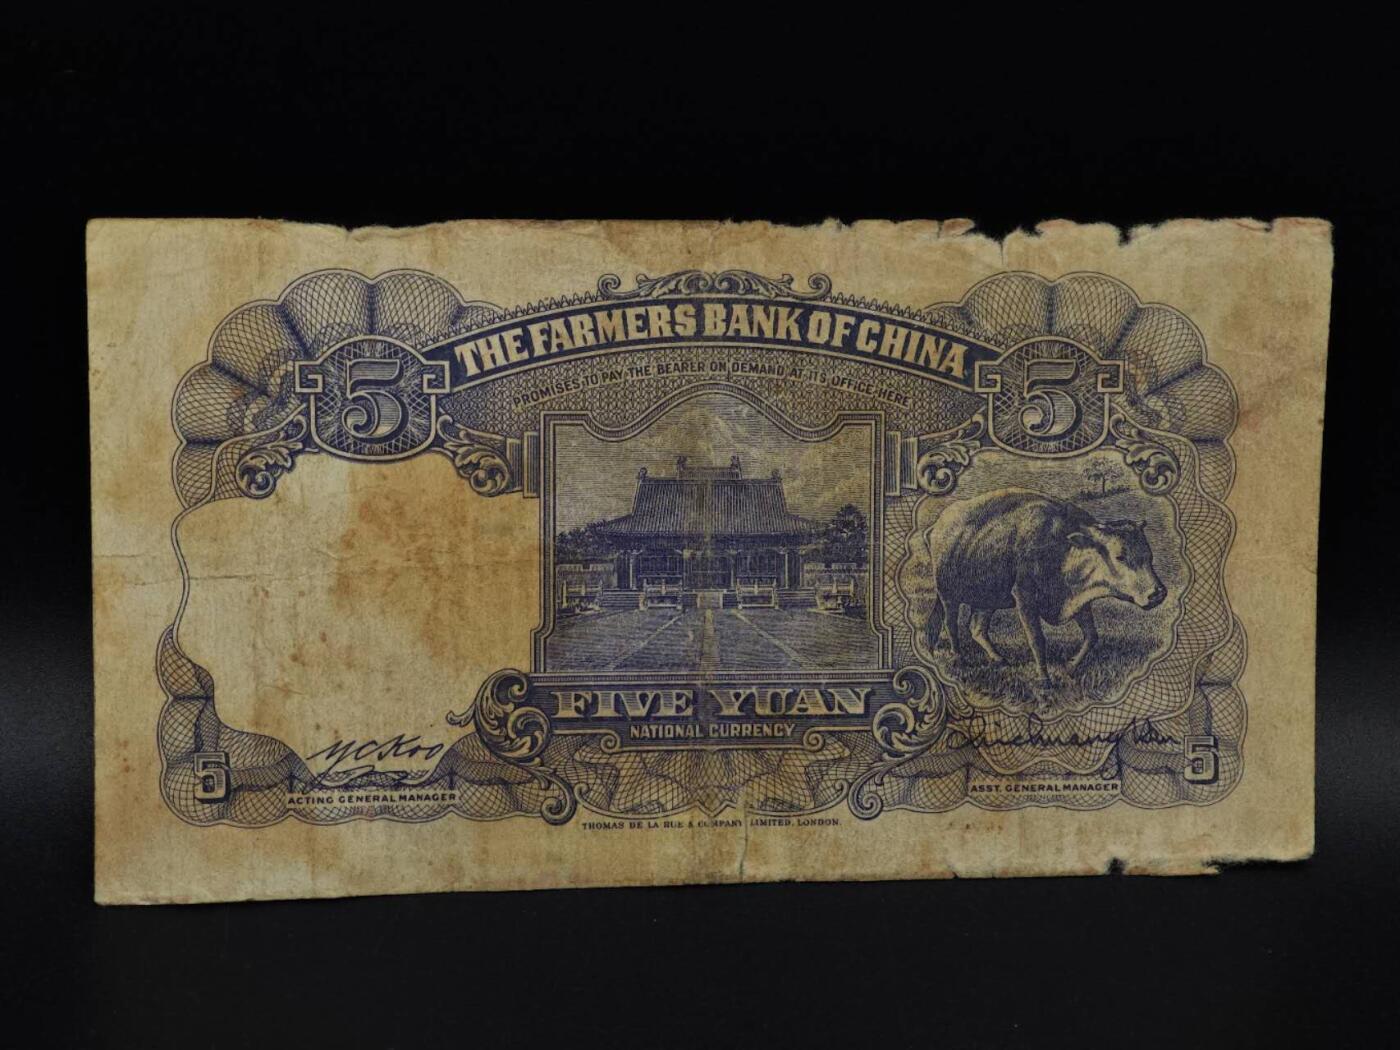 THE FARMERS BANK OF CHINA
PROMISES TO PAY THE BEARER ON DEMAND AT ITS OFFICE HERE
5
5
FIVE YUAN
NATIONAL CURRENCY
Y C Koo
5
5
ACTING GENERAL MANAGER
ASST. GENERAL MANAGER
THOMAS DE LA RUE & COMPANY LIMITED, LONDON.